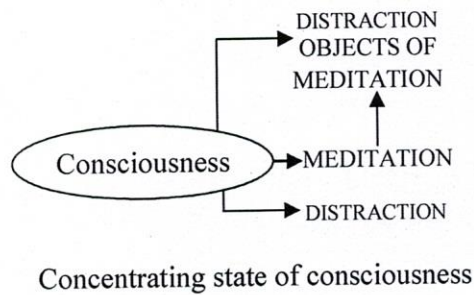 DISTRACTION
OBJECTS OF
MEDITATION
Consciousness
MEDITATION
DISTRACTION
Concentrating state of consciousness